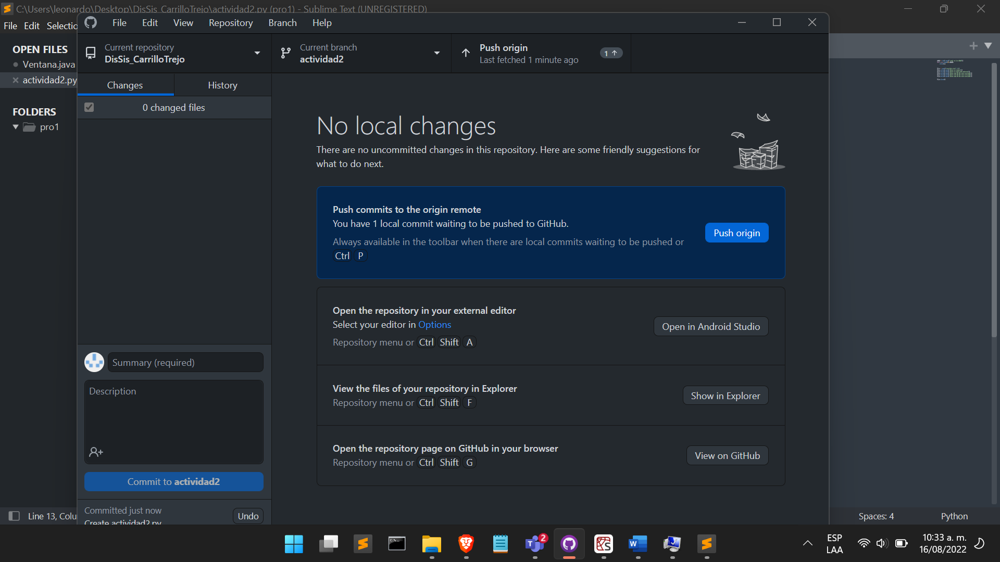 C:\Users\leonardo\Desktop\DisSis_CarrilloTrejo\actividad2.py (pro1) - Sublime Text (UNREGISTERED)
File Edit
File Edit View Repository Branch Help
OPEN FILES
Ventana.java
actividad2.py
FOLDERS
pro1
Current repository
DisSis_CarrilloTrejo
Current branch
actividad2
Push origin
Last fetched 1 minute ago
1
Changes History
0 changed files
No local changes
There are no uncommitted changes in this repository. Here are some friendly suggestions for
what to do next.
Push commits to the origin remote
You have 1 local commit waiting to be pushed to GitHub.
Always available in the toolbar when there are local commits waiting to be pushed or
Ctrl P
Push origin
Open the repository in your external editor
Select your editor in Options
Repository menu or Ctrl Shift A
Open in Android Studio
View the files of your repository in Explorer
Repository menu or Ctrl Shift F
Show in Explorer
Open the repository page on GitHub in your browser
Repository menu or Ctrl Shift G
View on GitHub
Summary (required)
Description
Commit to actividad2
Committed just now
Create actividad2.py
Undo
Line 13, Colu
Spaces: 4
Python
2
ESP
LAA
10:33 a. m.
16/08/2022